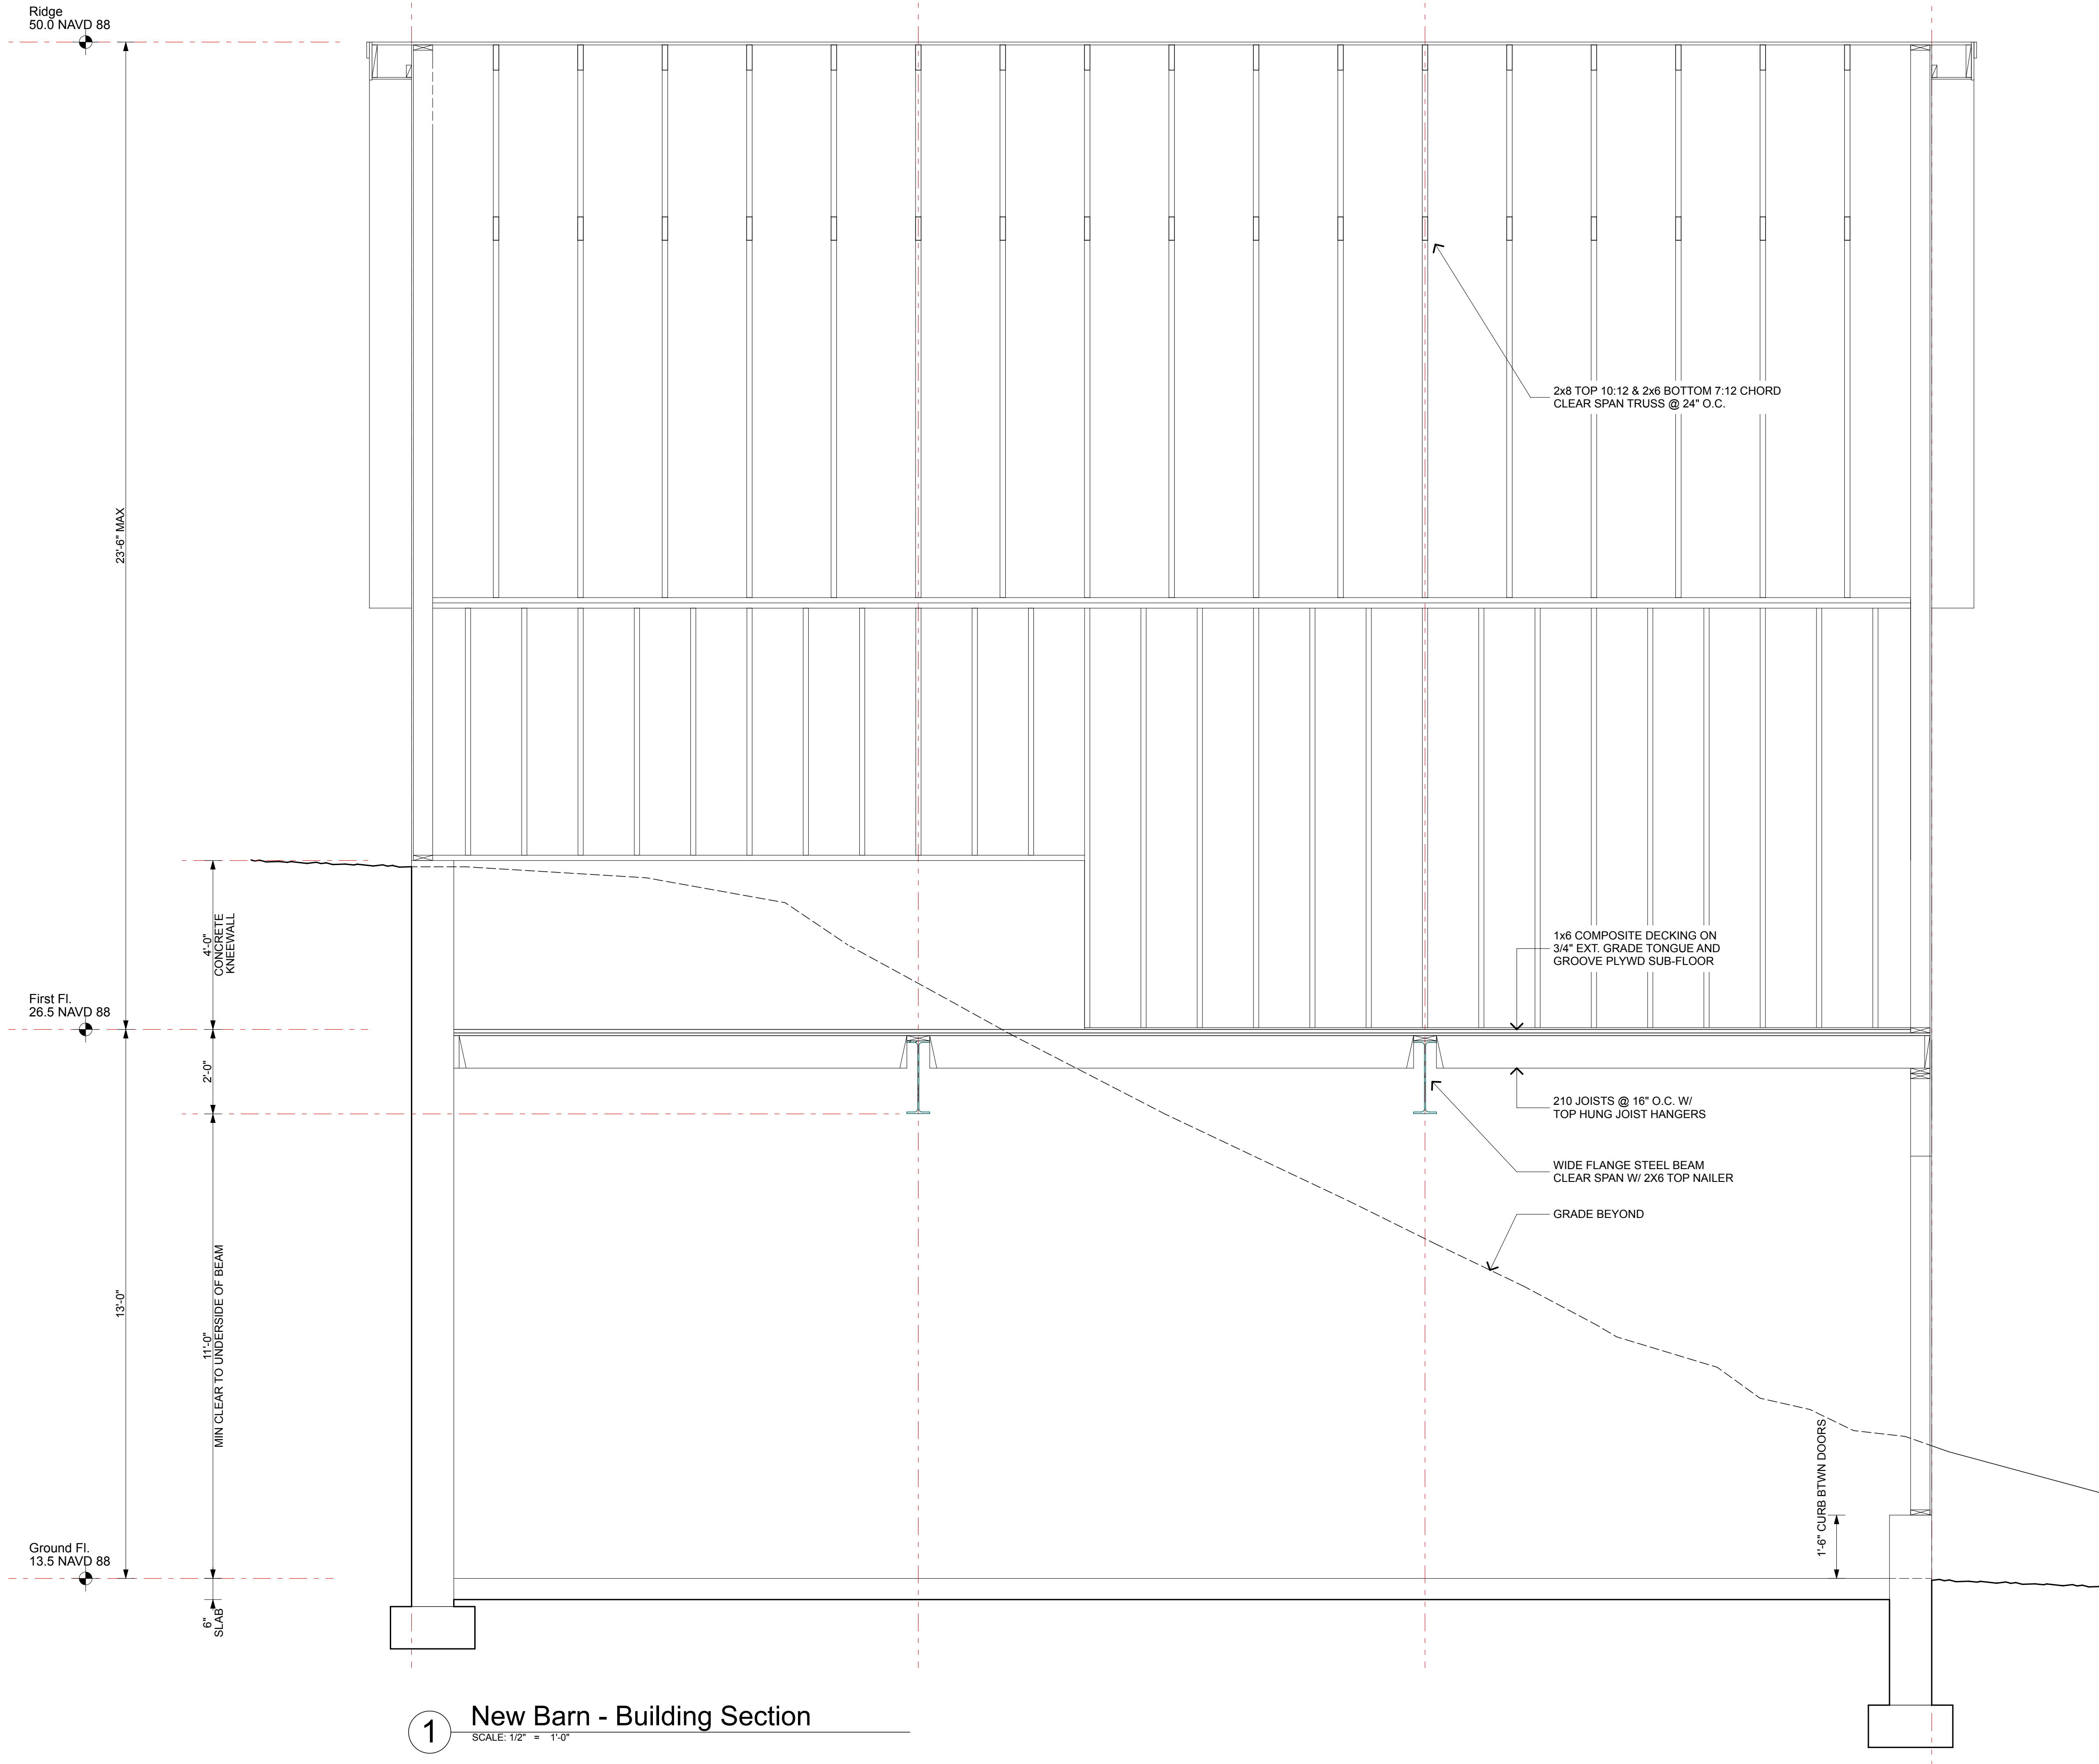 Ridge
50.0 NAVD 88
23'-6" MAX
2x8 TOP 10:12 & 2x6 BOTTOM 7:12 CHORD
CLEAR SPAN TRUSS @ 24" O.C.
4'-0"
CONCRETE
KNEEWALL
1x6 COMPOSITE DECKING ON
3/4" EXT. GRADE TONGUE AND
GROOVE PLYWD SUB-FLOOR
First Fl.
26.5 NAVD 88
2'-0"
210 JOISTS @ 16" O.C. W/
TOP HUNG JOIST HANGERS
WIDE FLANGE STEEL BEAM
CLEAR SPAN W/ 2X6 TOP NAILER
GRADE BEYOND
13'-0"
11'-0"
MIN CLEAR TO UNDERSIDE OF BEAM
1'-6" CURB BTWN DOORS
Ground Fl.
13.5 NAVD 88
6"
SLAB
1
New Barn - Building Section
SCALE: 1/2" = 1'-0"